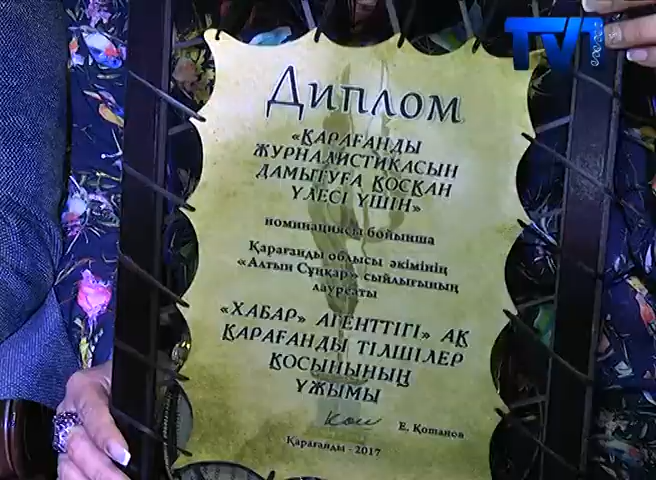 TVT
Диплом
«ҚАРАҒАНДЫ
ЖУРНАЛИСТИКАСЫН
ДАМЫТУҒА ҚОСҚАН
ҮЛЕСІ ҮШІН»
номинациясы бойынша
Қарағанды облысы әкімінің
«Алтын Сұңқар» сыйлығының
лауреаты
«ХАБАР» АГЕНТТІГІ» АҚ
ҚАРАҒАНДЫ ТІЛШІЛЕР
ҚОСЫНЫНЫҢ
ҰЖЫМЫ
Е. Қошанов
Қарағанды - 2017